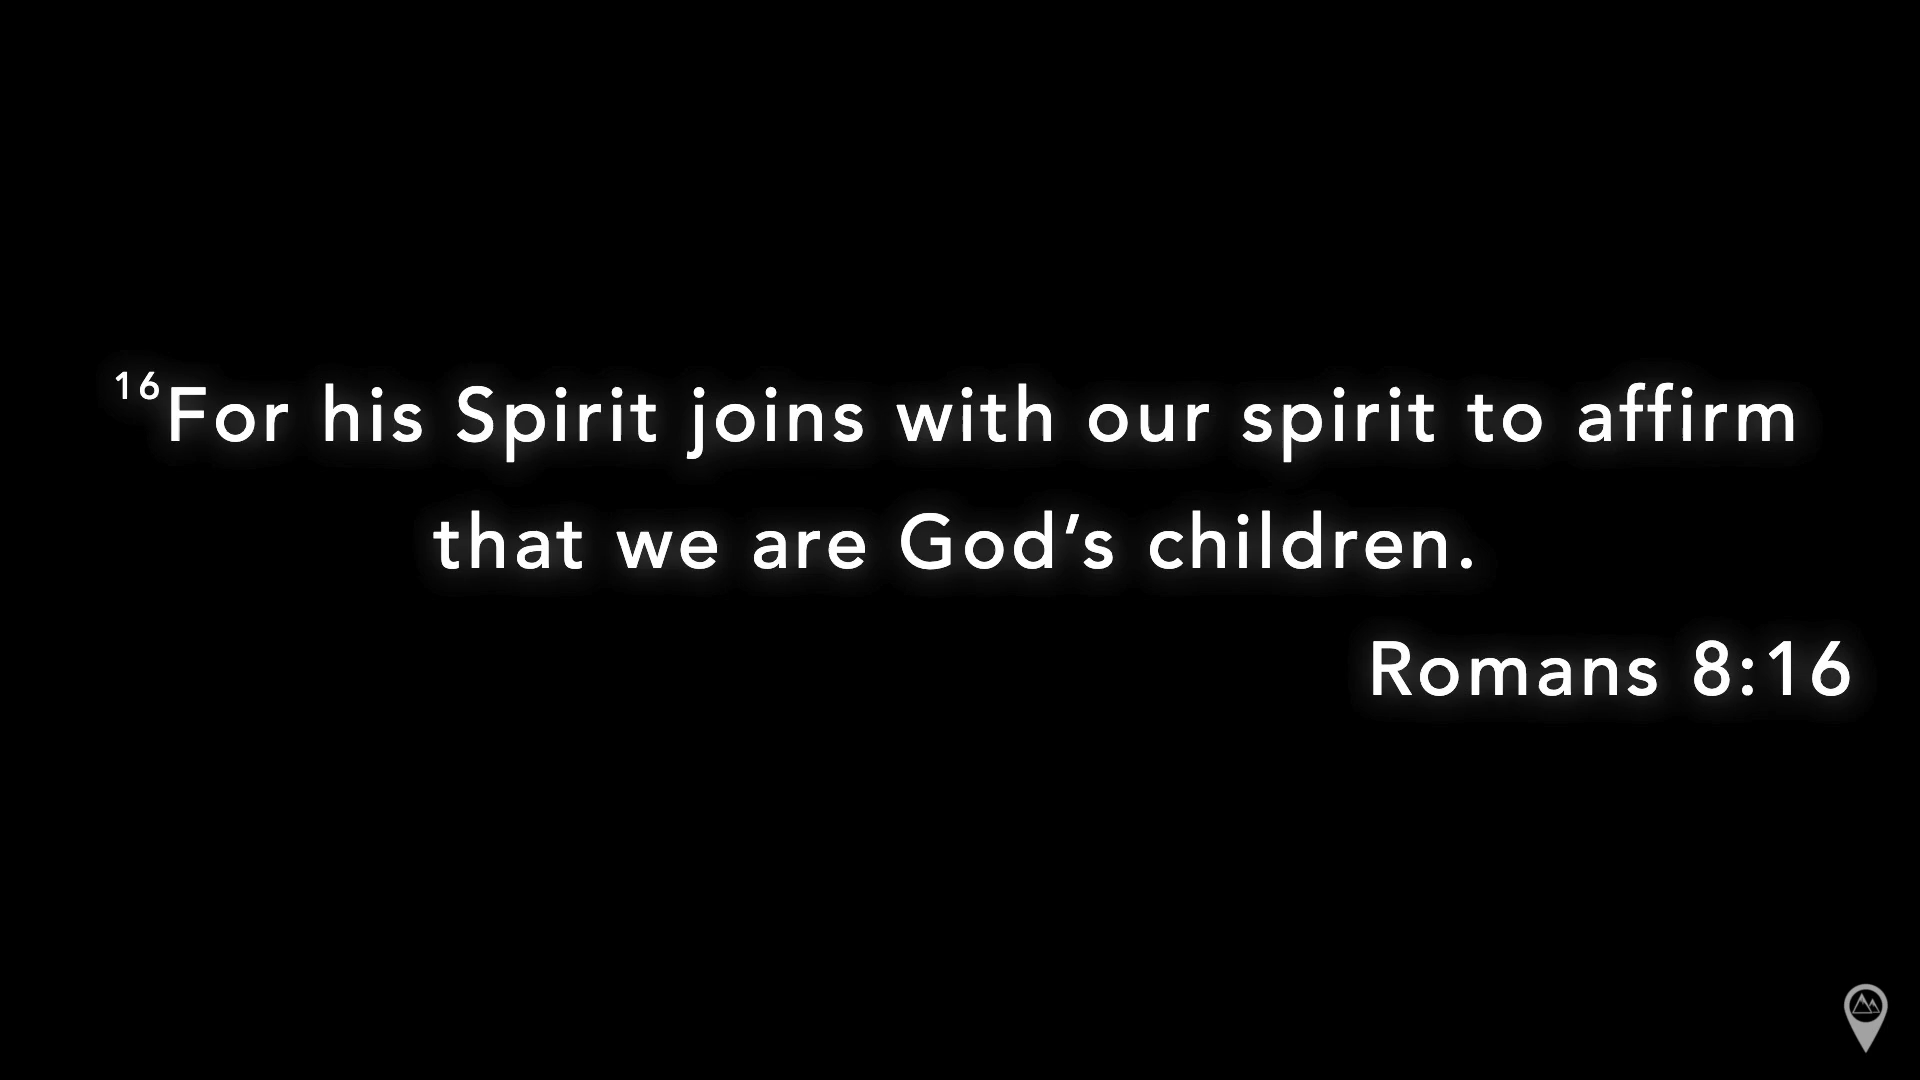 ¹⁶For his Spirit joins with our spirit to affirm
that we are God’s children.
Romans 8:16